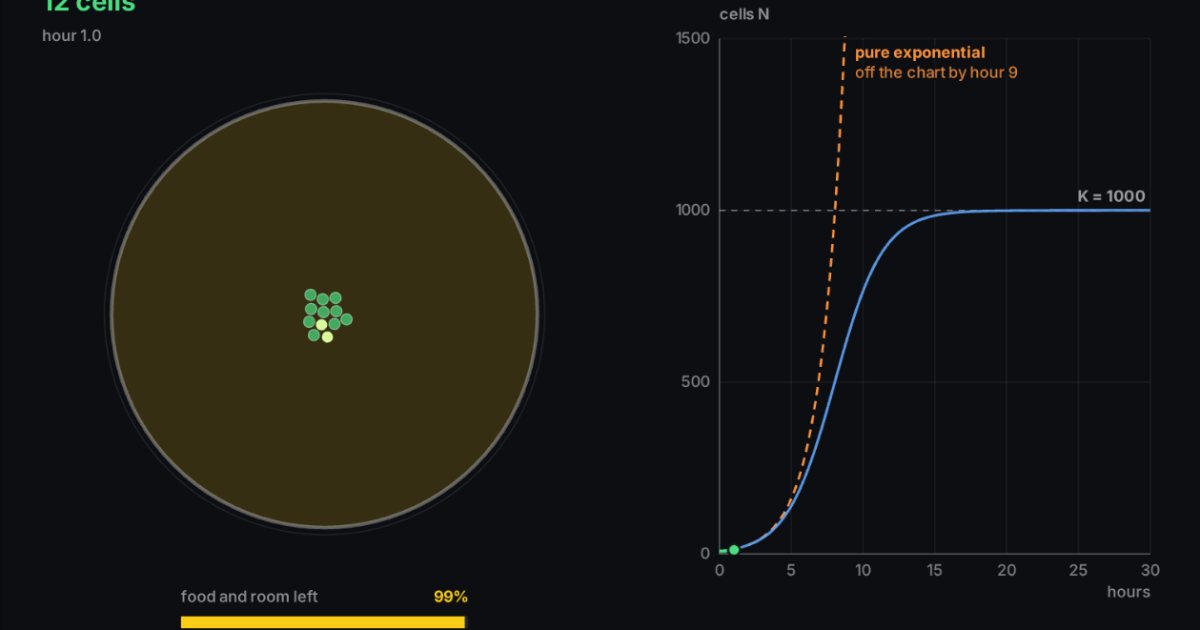 12 cells
hour 1.0
food and room left 99%
cells N
1500
pure exponential
off the chart by hour 9
K = 1000
1000
500
0
0 5 10 15 20 25 30
hours